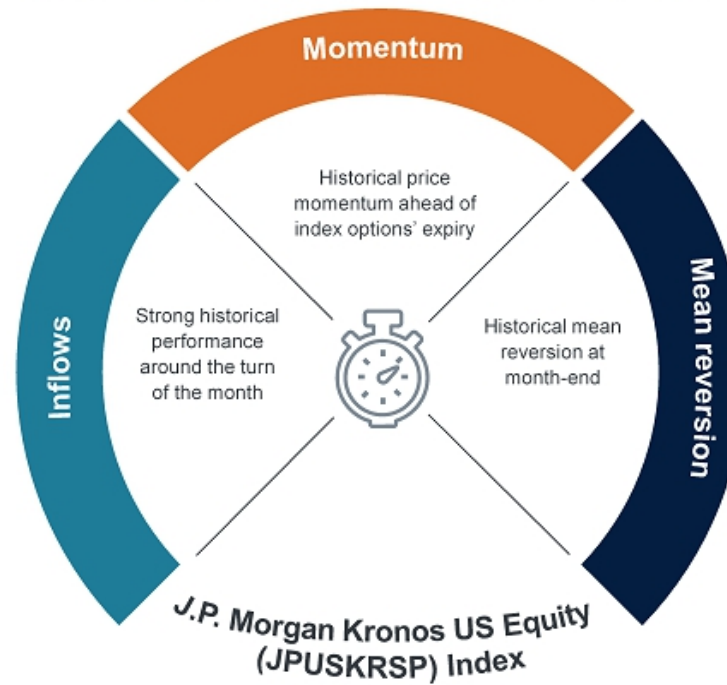 Momentum
Historical price
momentum ahead of
index options' expiry
Inflows
Strong historical
performance
around the turn
of the month
Mean reversion
Historical mean
reversion at
month-end
J.P. Morgan Kronos US Equity
(JPUSKRSP) Index